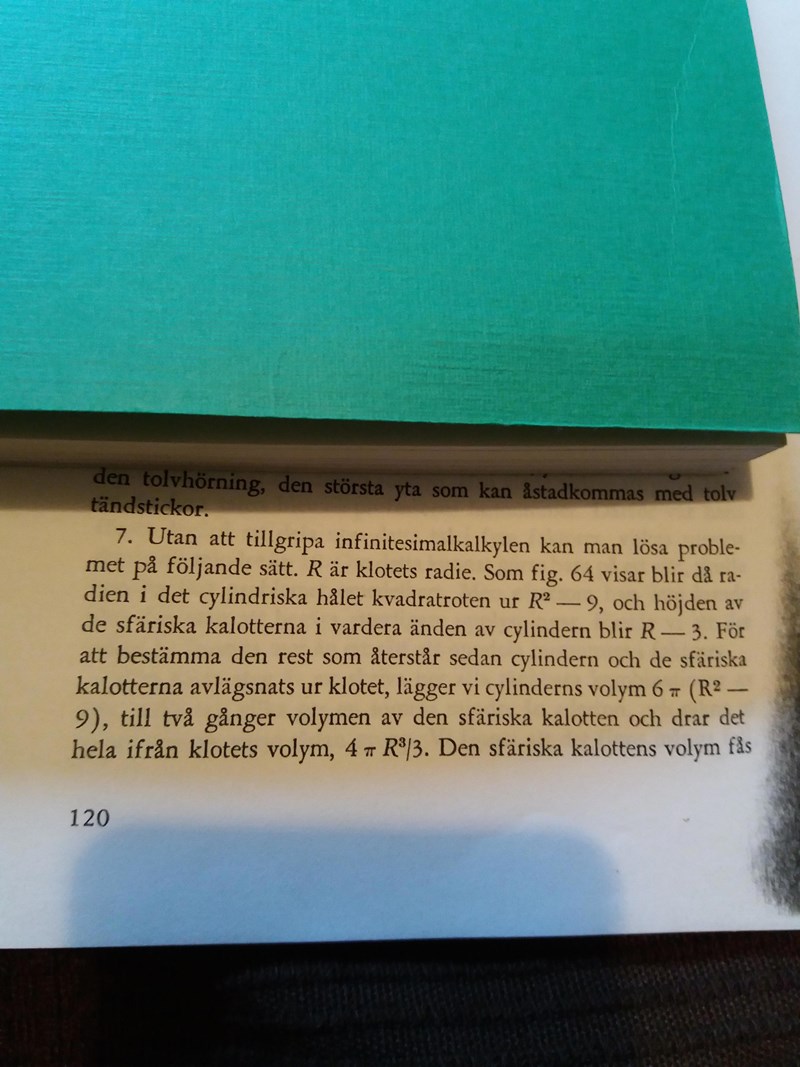 den tolvhörning, den största yta som kan åstadkommas med tolv
tändstickor.
7. Utan att tillgripa infinitesimalkalkylen kan man lösa proble-
met på följande sätt. R är klotets radie. Som fig. 64 visar blir då ra-
dien i det cylindriska hålet kvadratroten ur R² — 9, och höjden av
de sfäriska kalotterna i vardera änden av cylindern blir R — 3. För
att bestämma den rest som återstår sedan cylindern och de sfäriska
kalotterna avlägsnats ur klotet, lägger vi cylinderns volym 6 π (R² —
9), till två gånger volymen av den sfäriska kalotten och drar det
hela ifrån klotets volym, 4 π R³/3. Den sfäriska kalottens volym fås
120